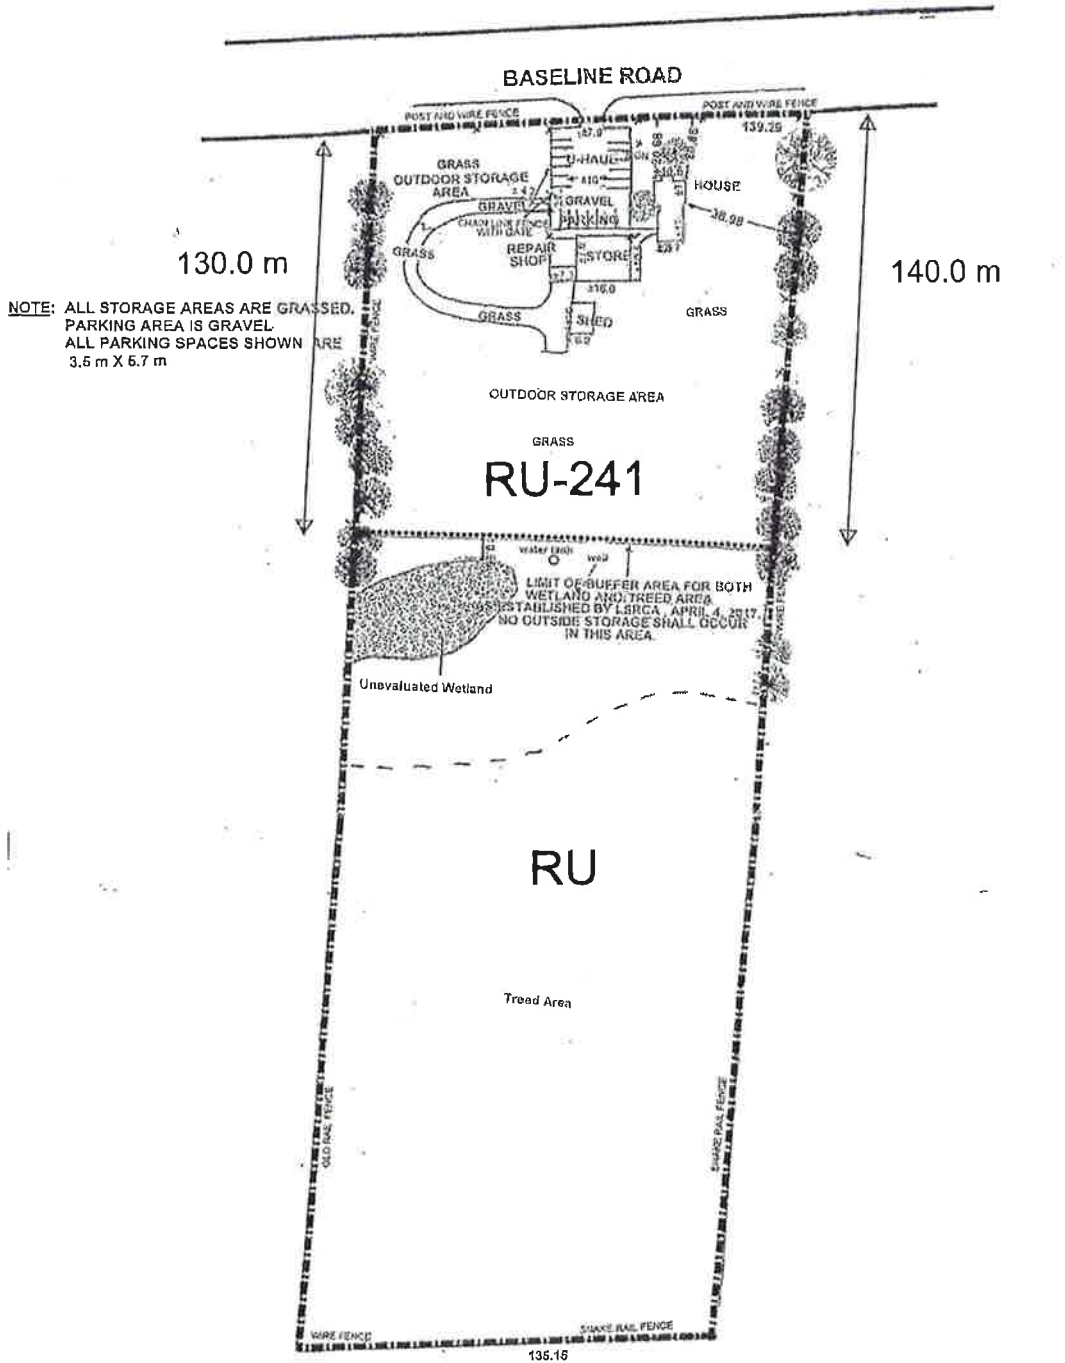 BASELINE ROAD
POST AND WIRE FENCE
POST AND WIRE FENCE
139.29
GRASS
OUTDOOR STORAGE
AREA
U-HAUL
HOUSE
GRAVEL
GRAVEL
PARKING
CHAIN LINK FENCE
WITH GATE
38.98
GRASS
REPAIR
SHOP
STORE
130.0 m
140.0 m
NOTE: ALL STORAGE AREAS ARE GRASSED.
PARKING AREA IS GRAVEL
ALL PARKING SPACES SHOWN ARE
3.5 m X 5.7 m
WIRE FENCE
GRASS
SHED
GRASS
OUTDOOR STORAGE AREA
GRASS
RU-241
water tank
well
LIMIT OF BUFFER AREA FOR BOTH
WETLAND AND TREED AREA
AS ESTABLISHED BY LSRCA, APRIL 4, 2017.
NO OUTSIDE STORAGE SHALL OCCUR
IN THIS AREA.
WIRE FENCE
Unevaluated Wetland
RU
Treed Area
OLD RAIL FENCE
SNAKE RAIL FENCE
WIRE FENCE
SNAKE RAIL FENCE
135.15